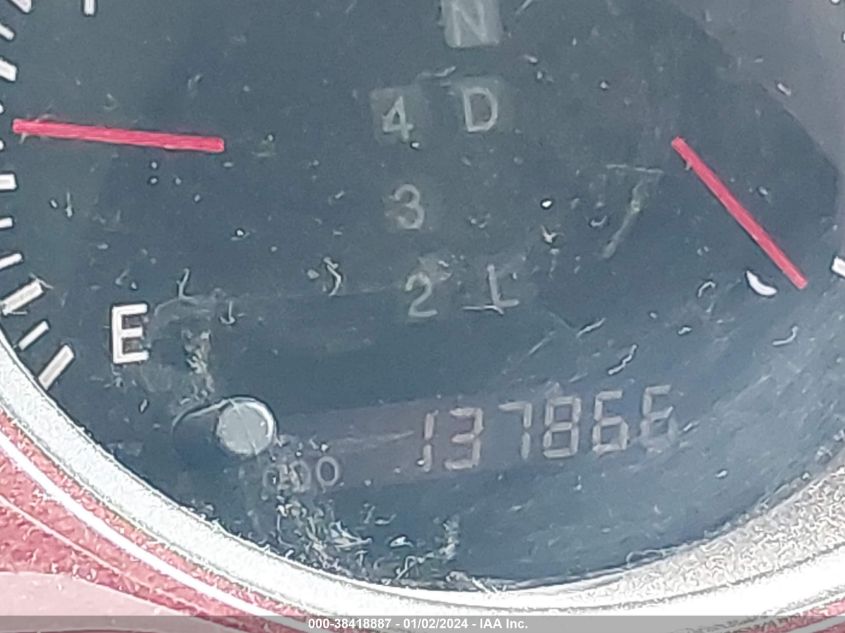 N
4 D
3
2 L
E
137866
ODO
000-38418887 - 01/02/2024 - IAA Inc.